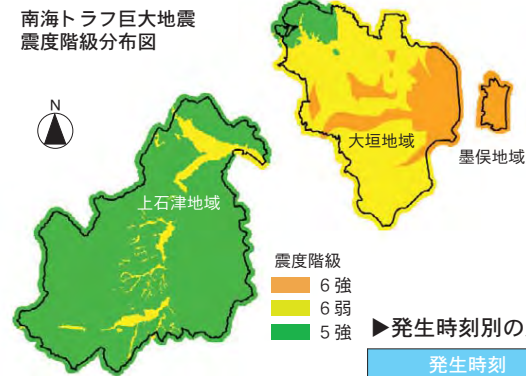 南海トラフ巨大地震
震度階級分布図
N
大垣地域
墨俣地域
上石津地域
震度階級
6強
6弱
5強
▶発生時刻別の
発生時刻